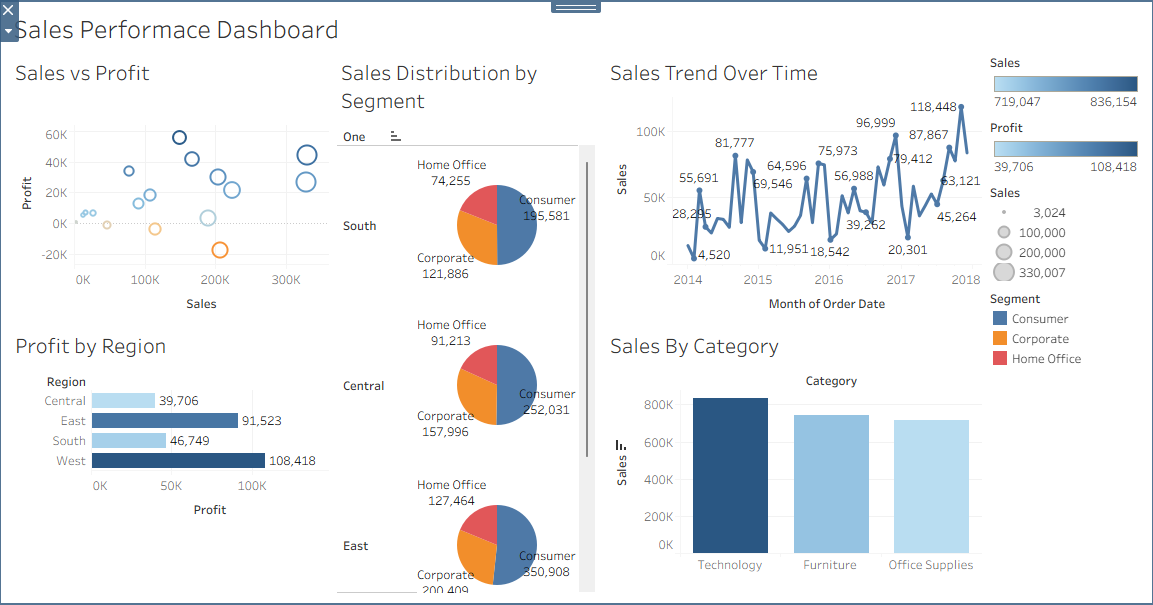 Sales Performace Dashboard
Sales vs Profit
60K
40K
20K
0K
-20K
Profit
0K 100K 200K 300K
Sales
Profit by Region
Region
Central 39,706
East 91,523
South 46,749
West 108,418
0K 50K 100K
Profit
Sales Distribution by
Segment
One
Home Office
74,255
Consumer
195,581
South
Corporate
121,886
Home Office
91,213
Central
Consumer
252,031
Corporate
157,996
Home Office
127,464
East
Consumer
350,908
Corporate
200,409
Sales Trend Over Time
118,448
96,999
100K
87,867
81,777
79,412
75,973
64,596
69,546
63,121
55,691
56,988
Sales
50K
28,295
39,262
45,264
0K
4,520
11,951
18,542
20,301
2014 2015 2016 2017 2018
Month of Order Date
Sales By Category
Category
800K
600K
400K
200K
0K
Sales
Technology Furniture Office Supplies
Sales
719,047 836,154
Profit
39,706 108,418
Sales
3,024
100,000
200,000
330,007
Segment
Consumer
Corporate
Home Office